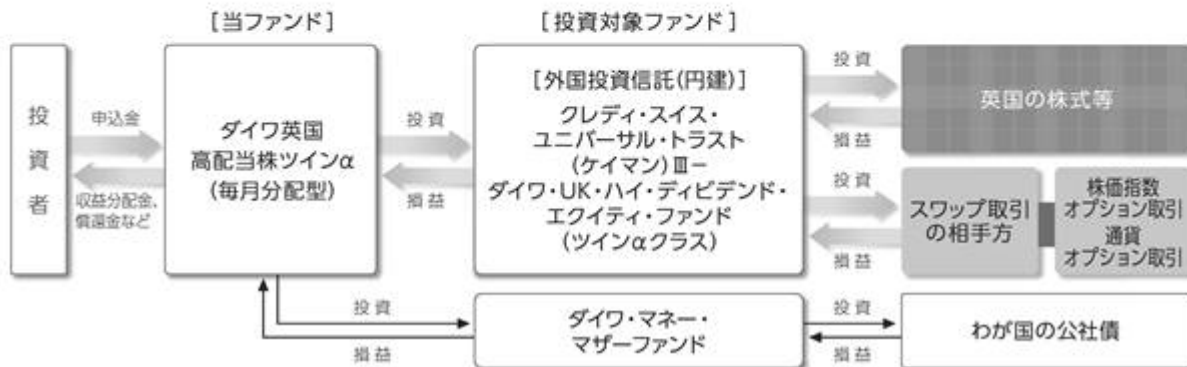 [当ファンド]
[投資対象ファンド]
投資者
申込金
収益分配金、
償還金など
ダイワ英国
高配当株ツインα
(毎月分配型)
投資
損益
[外国投資信託(円建)]
クレディ・スイス・
ユニバーサル・トラスト
(ケイマン)Ⅲ－
ダイワ・UK・ハイ・ディビデンド・
エクイティ・ファンド
(ツインαクラス)
投資
損益
英国の株式等
投資
損益
スワップ取引
の相手方
株価指数
オプション取引
通貨
オプション取引
投資
損益
ダイワ・マネー・
マザーファンド
投資
損益
わが国の公社債